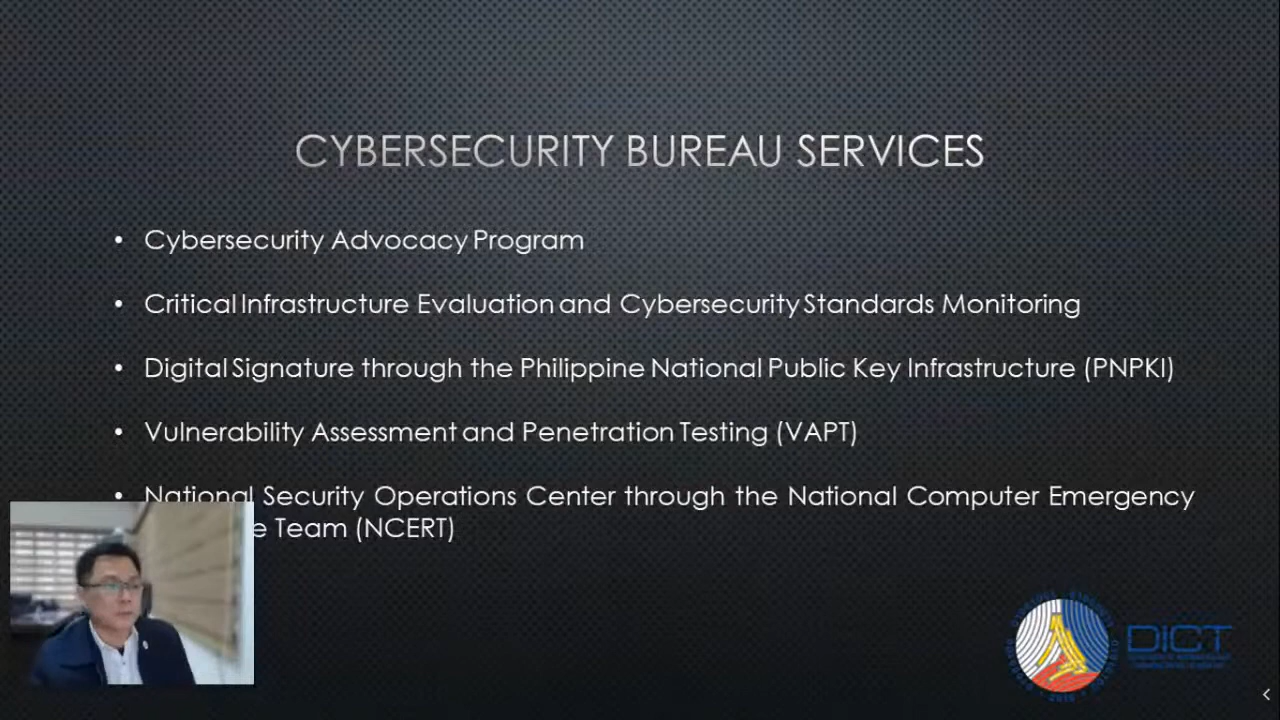 CYBERSECURITY BUREAU SERVICES
• Cybersecurity Advocacy Program
• Critical Infrastructure Evaluation and Cybersecurity Standards Monitoring
• Digital Signature through the Philippine National Public Key Infrastructure (PNPKI)
• Vulnerability Assessment and Penetration Testing (VAPT)
• National Security Operations Center through the National Computer Emergency
e Team (NCERT)
DICT